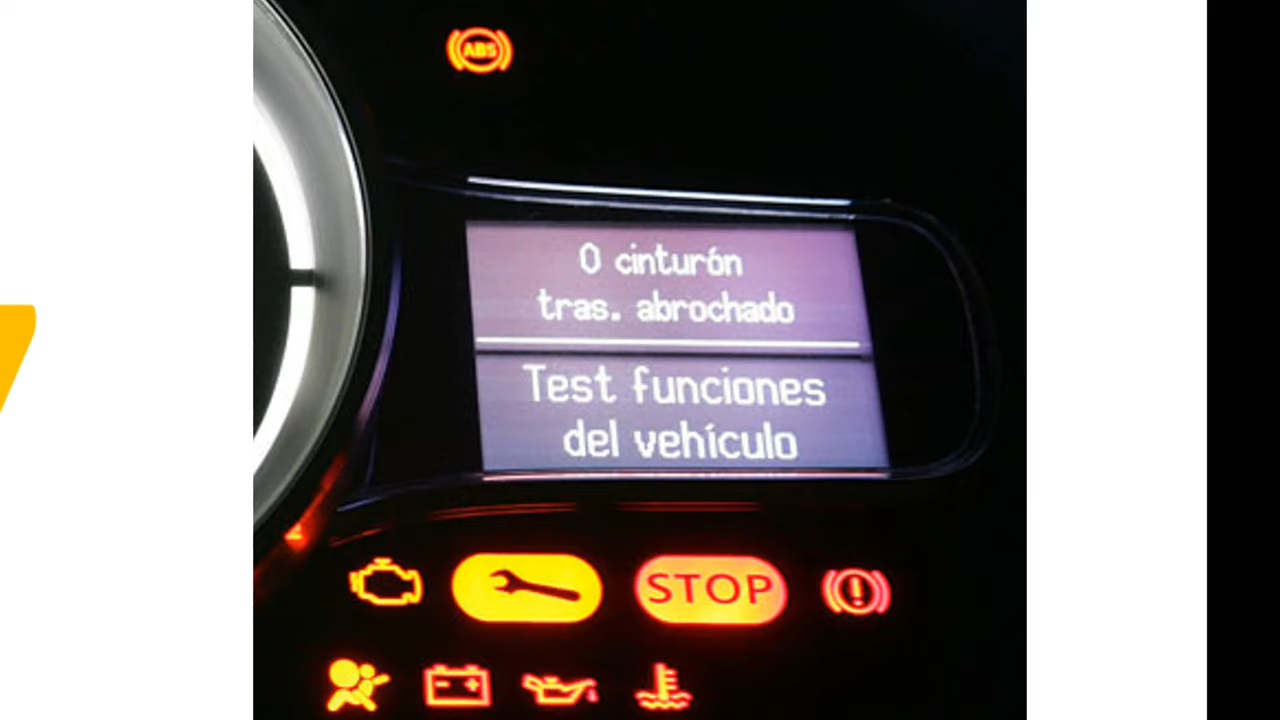 ABS
0 cinturón
tras. abrochado
Test funciones
del vehículo
STOP